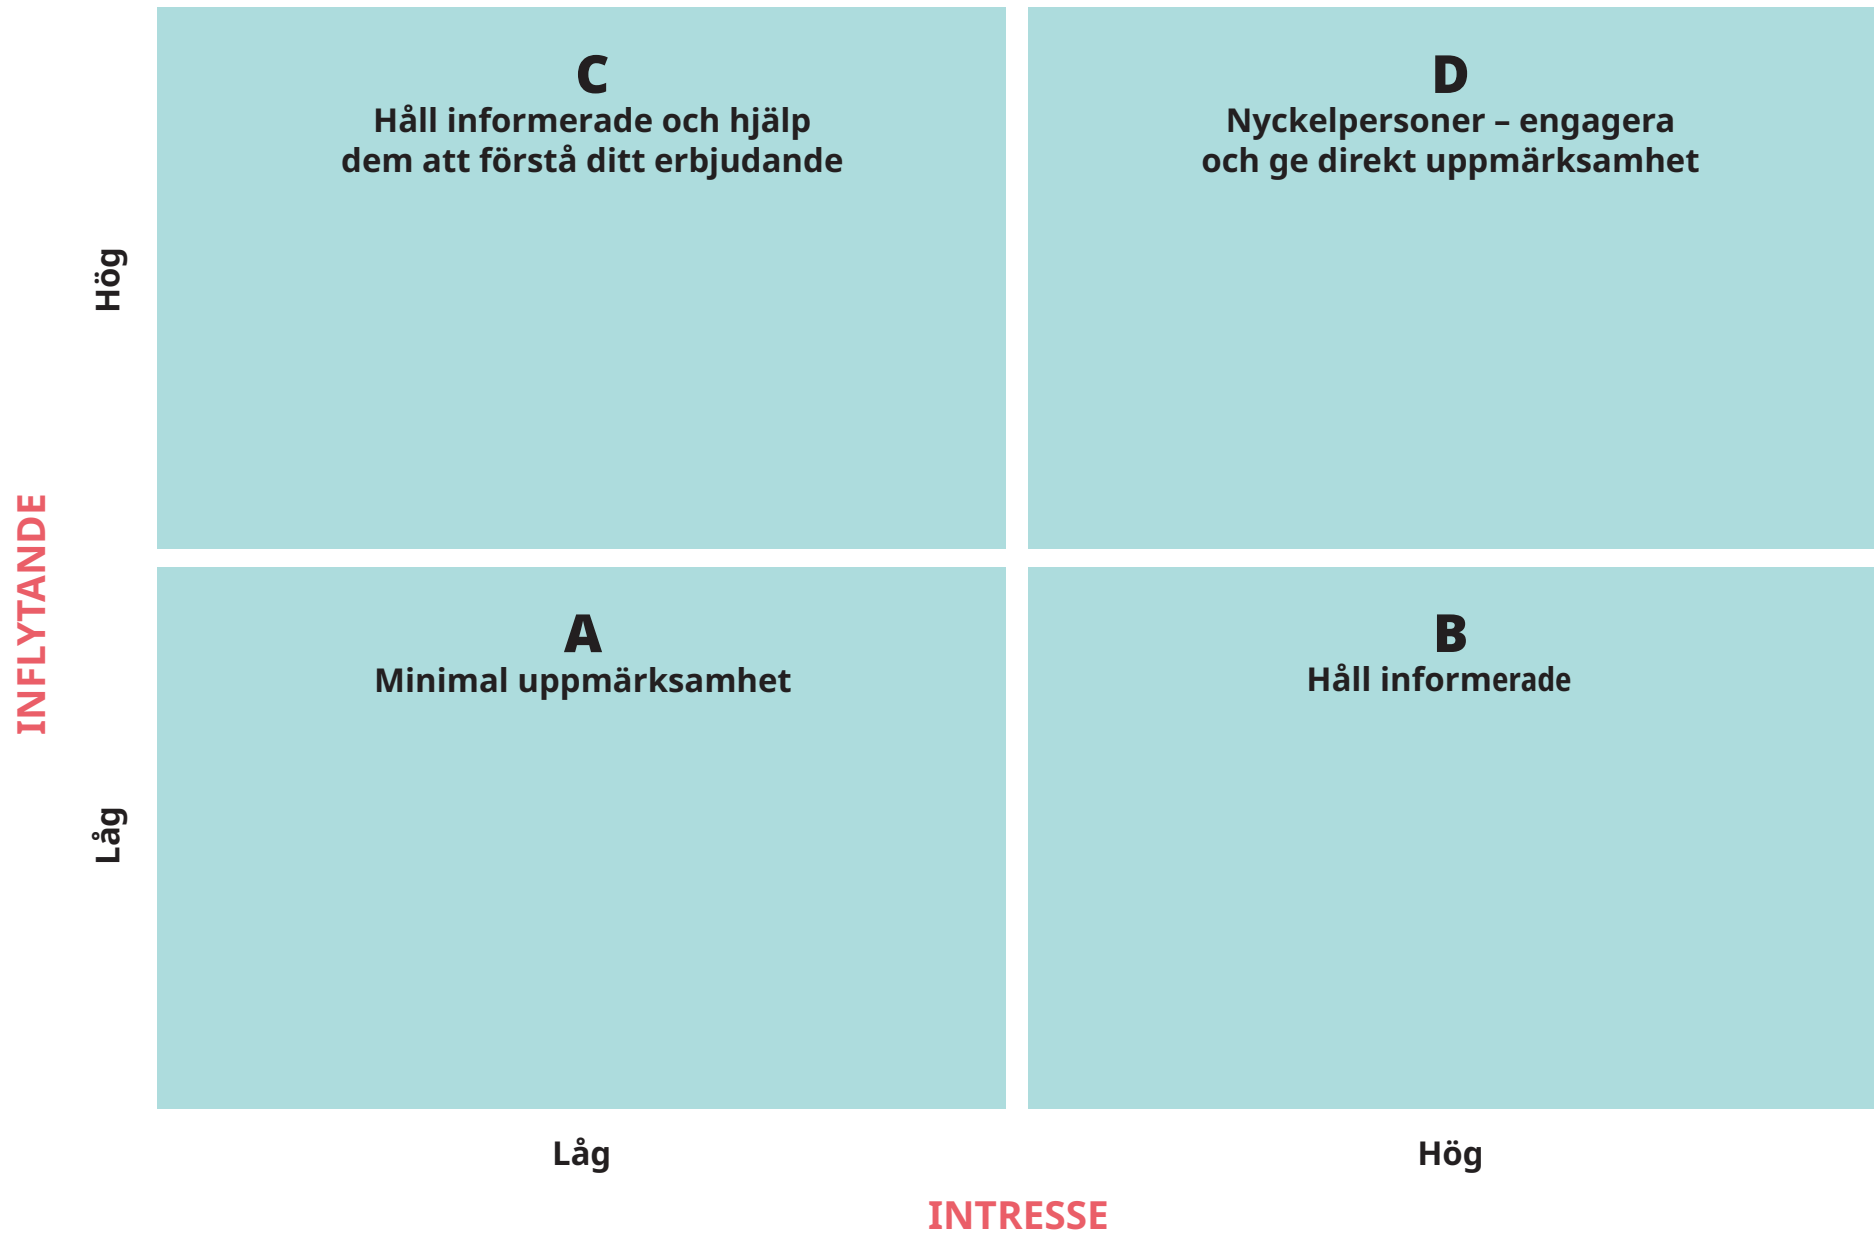 C
Håll informerade och hjälp
dem att förstå ditt erbjudande
D
Nyckelpersoner – engagera
och ge direkt uppmärksamhet
Hög
INFLYTANDE
A
Minimal uppmärksamhet
B
Håll informerade
Låg
Låg
Hög
INTRESSE